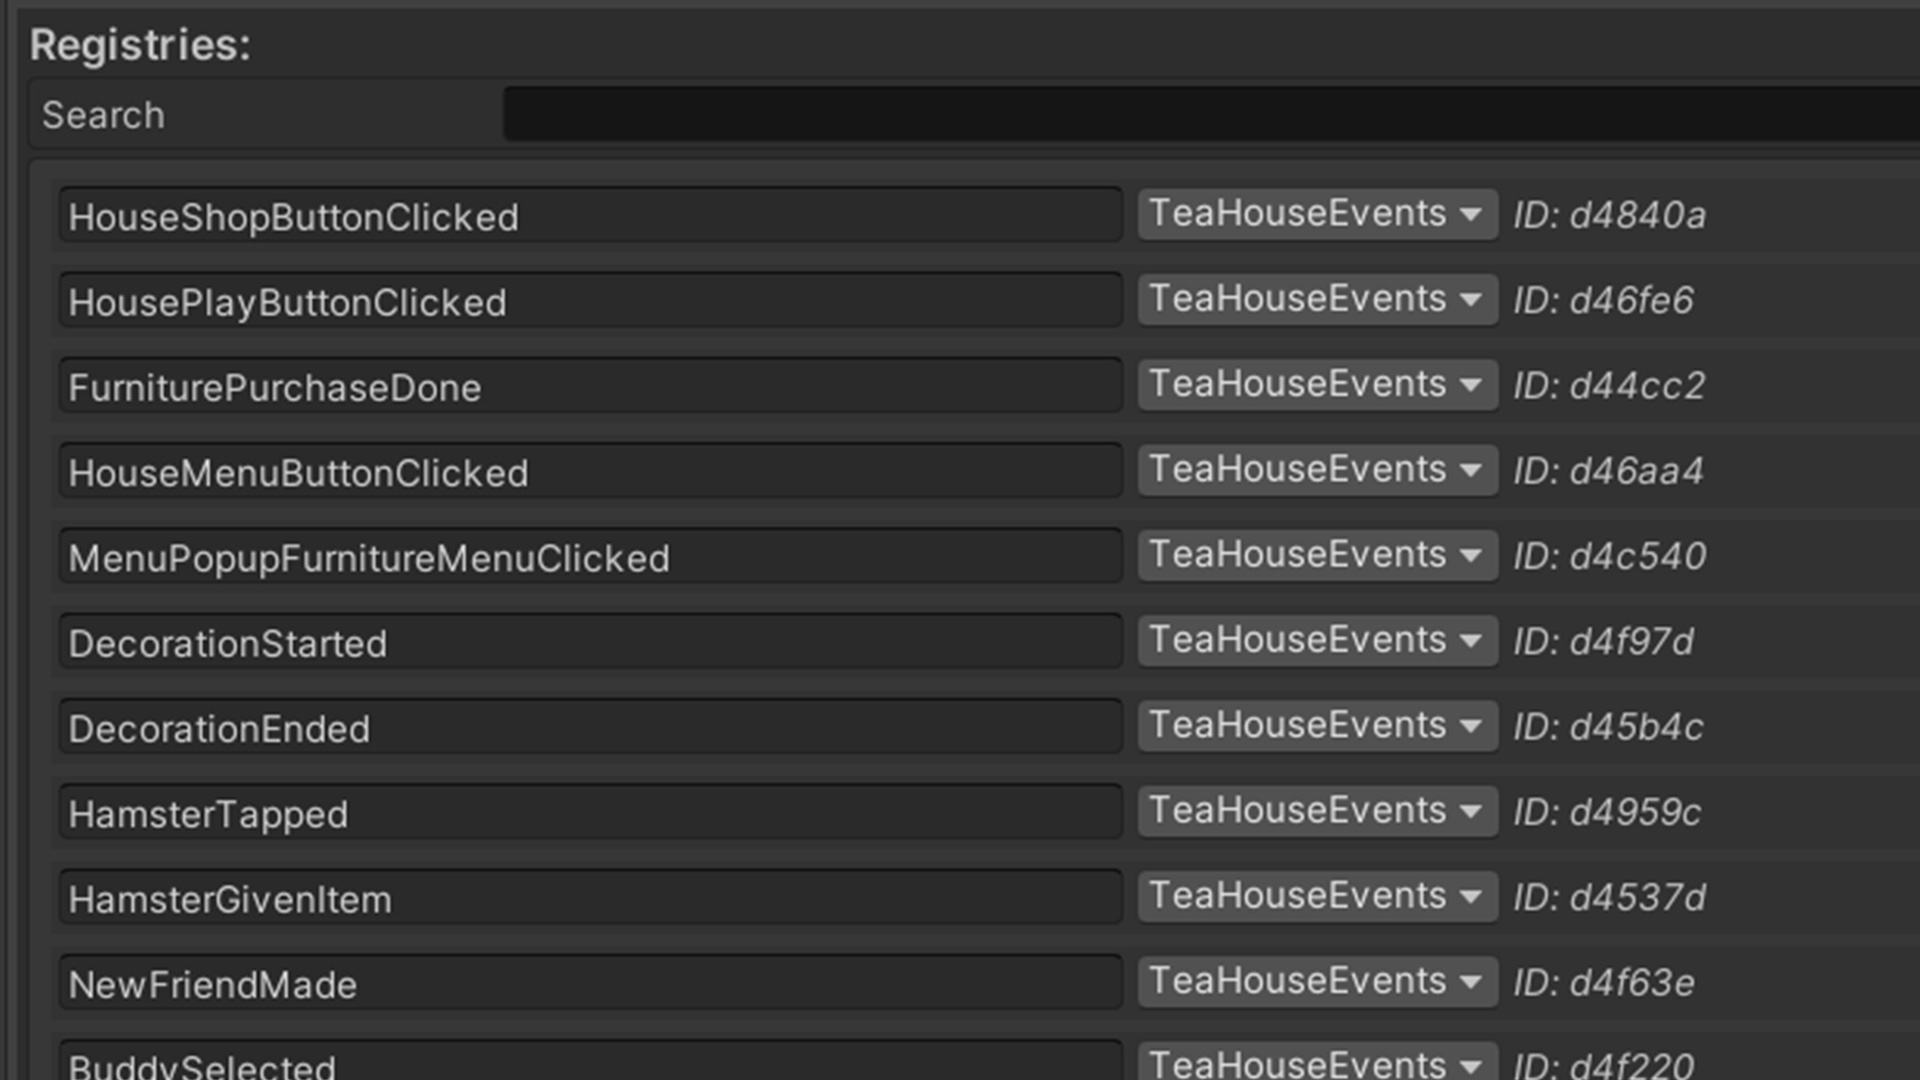 Registries:
Search
HouseShopButtonClicked TeaHouseEvents ID: d4840a
HousePlayButtonClicked TeaHouseEvents ID: d46fe6
FurniturePurchaseDone TeaHouseEvents ID: d44cc2
HouseMenuButtonClicked TeaHouseEvents ID: d46aa4
MenuPopupFurnitureMenuClicked TeaHouseEvents ID: d4c540
DecorationStarted TeaHouseEvents ID: d4f97d
DecorationEnded TeaHouseEvents ID: d45b4c
HamsterTapped TeaHouseEvents ID: d4959c
HamsterGivenItem TeaHouseEvents ID: d4537d
NewFriendMade TeaHouseEvents ID: d4f63e
BuddySelected TeaHouseEvents ID: d4f220